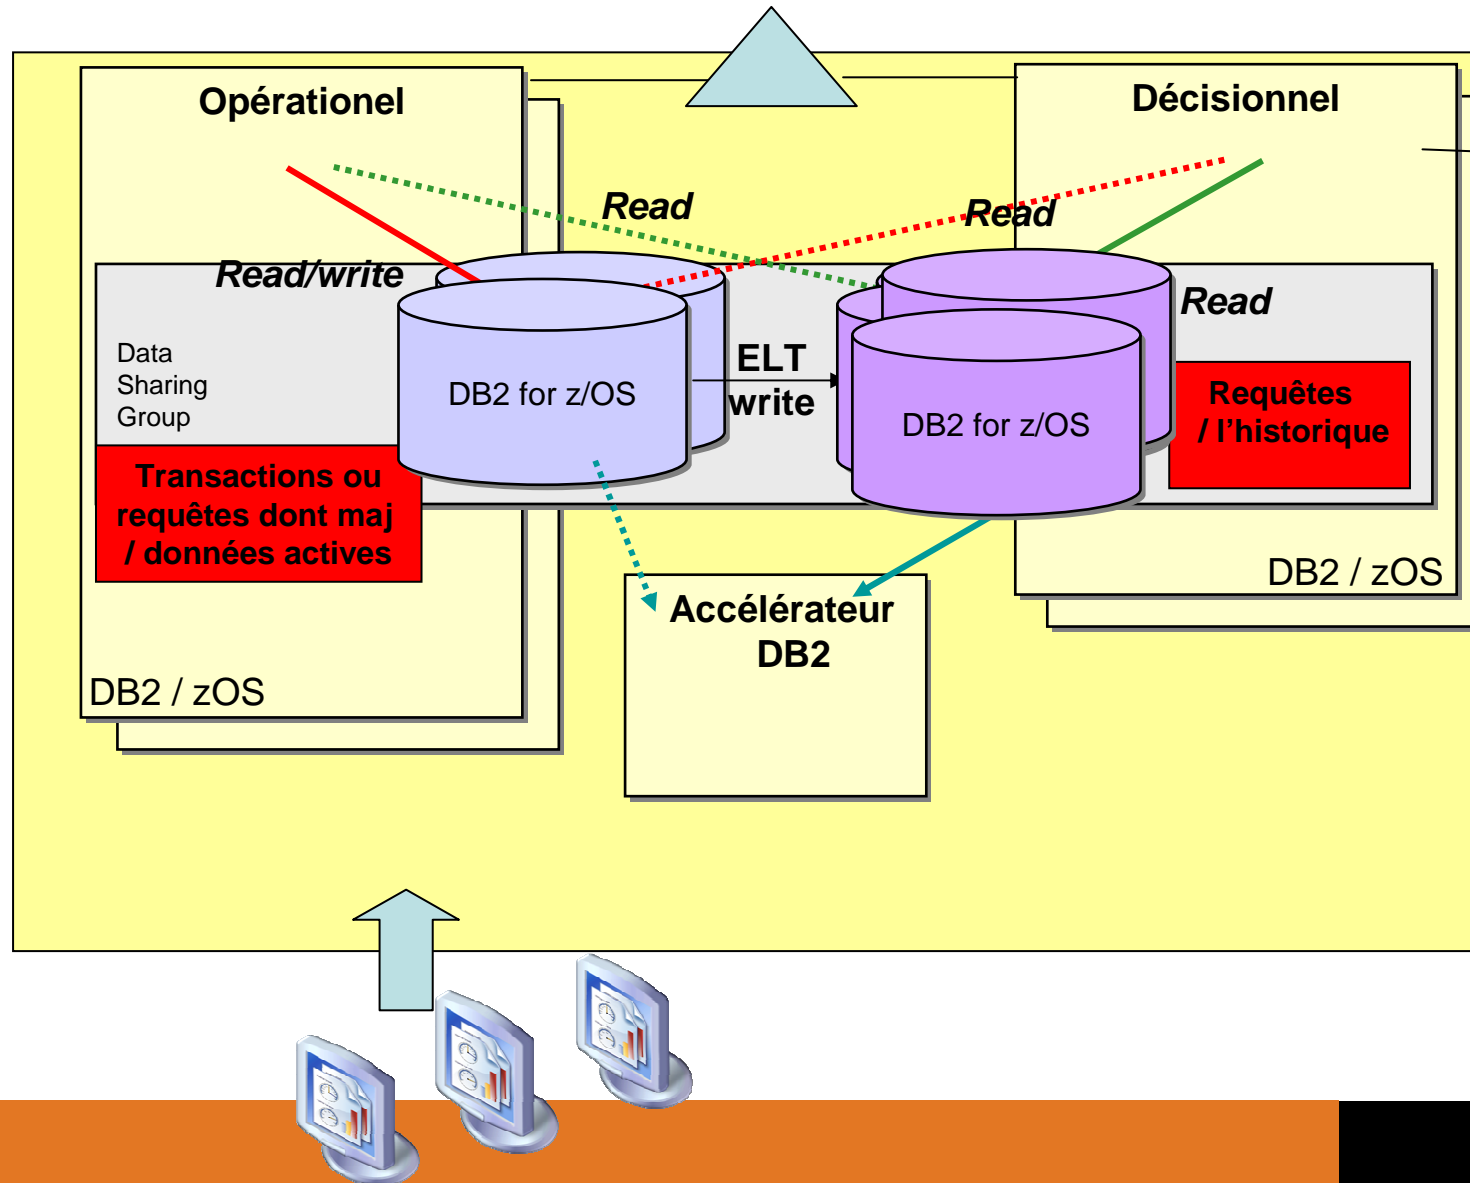 Opérationel
Décisionnel
Read
Read
Read/write
Read
Data
Sharing
Group
ELT
write
DB2 for z/OS
DB2 for z/OS
Requêtes
/ l'historique
Transactions ou
requêtes dont maj
/ données actives
DB2 / zOS
Accélérateur
DB2
DB2 / zOS